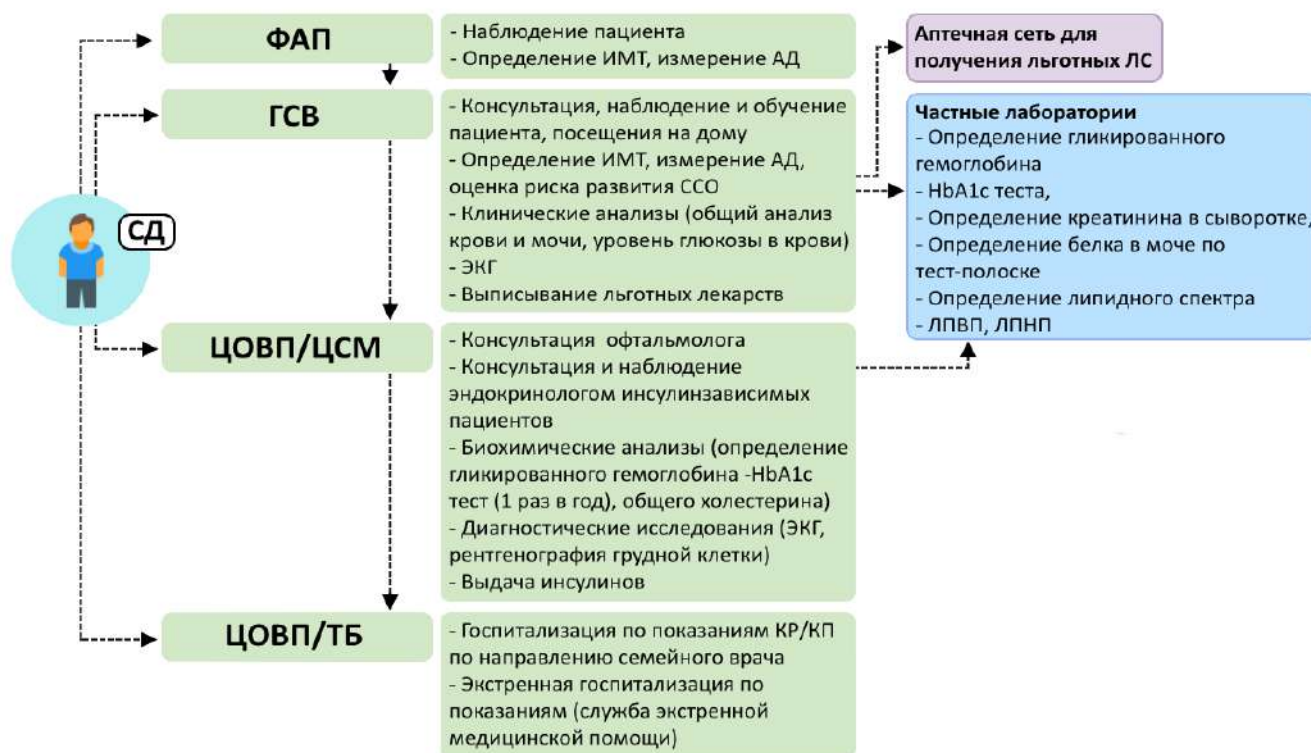 СД
ФАП
- Наблюдение пациента
- Определение ИМТ, измерение АД
ГСВ
- Консультация, наблюдение и обучение
пациента, посещения на дому
- Определение ИМТ, измерение АД,
оценка риска развития ССО
- Клинические анализы (общий анализ
крови и мочи, уровень глюкозы в крови)
- ЭКГ
- Выписывание льготных лекарств
ЦОВП/ЦСМ
- Консультация офтальмолога
- Консультация и наблюдение
эндокринологом инсулинзависимых
пациентов
- Биохимические анализы (определение
гликированного гемоглобина -HbA1c
тест (1 раз в год), общего холестерина)
- Диагностические исследования (ЭКГ,
рентгенография грудной клетки)
- Выдача инсулинов
ЦОВП/ТБ
- Госпитализация по показаниям КР/КП
по направлению семейного врача
- Экстренная госпитализация по
показаниям (служба экстренной
медицинской помощи)
Аптечная сеть для
получения льготных ЛС
Частные лаборатории
- Определение гликированного
гемоглобина
- HbA1c теста,
- Определение креатинина в сыворотке,
- Определение белка в моче по
тест-полоске
- Определение липидного спектра
- ЛПВП, ЛПНП